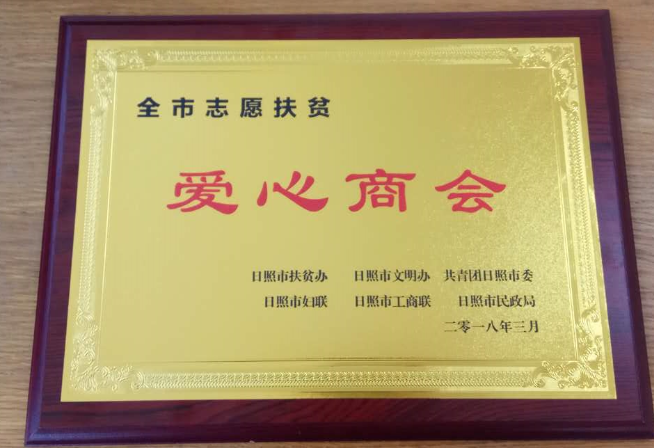 全市志愿扶贫
爱心商会
日照市扶贫办 日照市文明办 共青团日照市委
日照市妇联 日照市工商联 日照市民政局
二零一八年三月